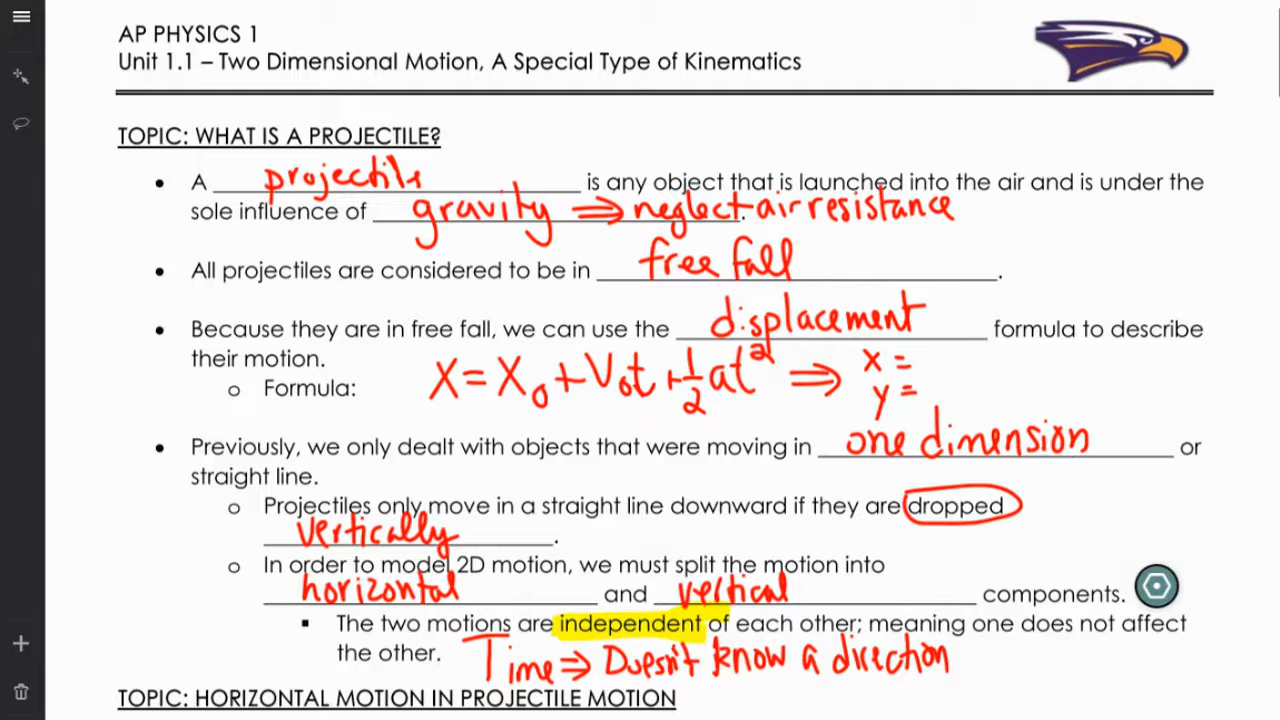 AP PHYSICS 1
Unit 1.1 – Two Dimensional Motion, A Special Type of Kinematics
TOPIC: WHAT IS A PROJECTILE?
• A projectile is any object that is launched into the air and is under the
sole influence of gravity ⇒ neglect air resistance.
• All projectiles are considered to be in free fall.
• Because they are in free fall, we can use the displacement formula to describe
their motion.
o Formula: X = X₀ + V₀t + ½at² ⇒ x =
y =
• Previously, we only dealt with objects that were moving in one dimension or
straight line.
o Projectiles only move in a straight line downward if they are dropped
vertically.
o In order to model 2D motion, we must split the motion into
horizontal and vertical components.
▪ The two motions are independent of each other; meaning one does not affect
the other. Time ⇒ Doesn't know a direction
TOPIC: HORIZONTAL MOTION IN PROJECTILE MOTION